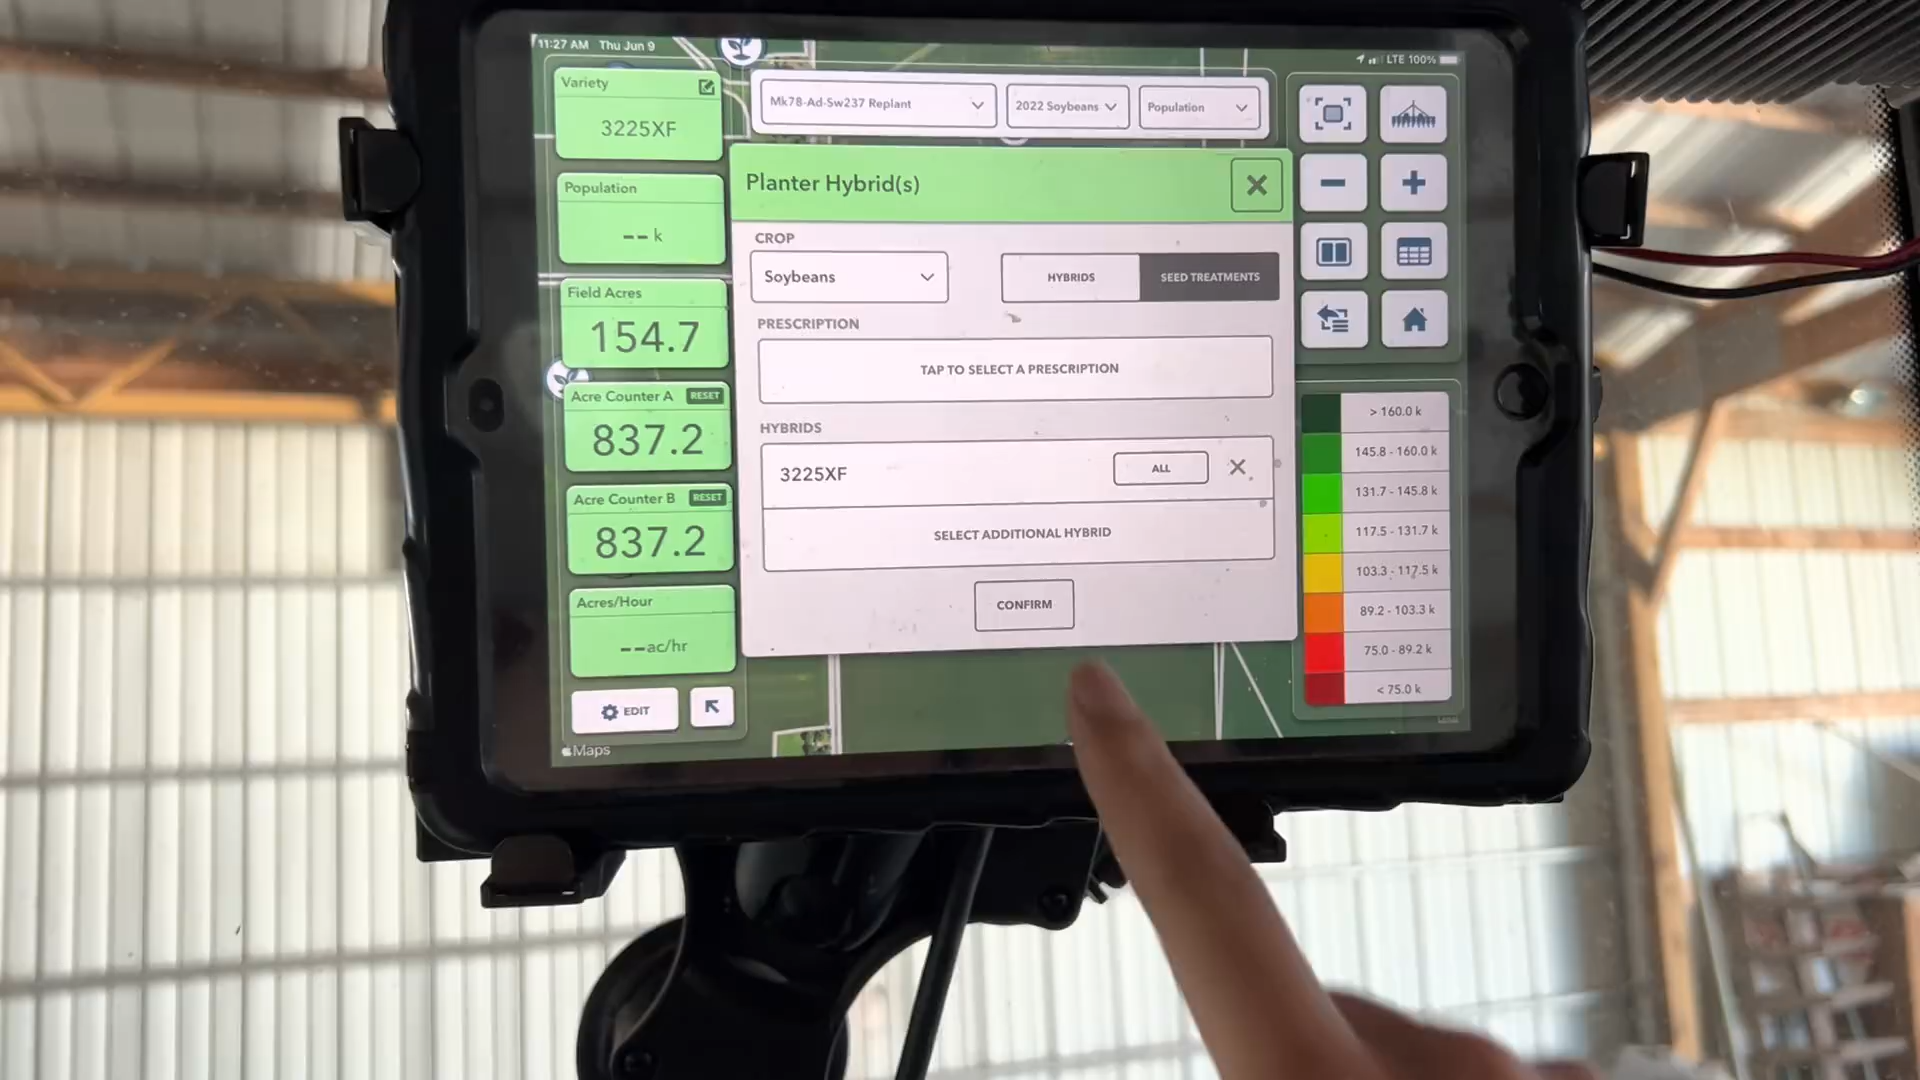 11:27 AM Thu Jun 9
LTE 100%
Variety
3225XF
Population
-- k
Field Acres
154.7
Acre Counter A RESET
837.2
Acre Counter B RESET
837.2
Acres/Hour
--ac/hr
EDIT
Maps
Mk78-Ad-Sw237 Replant
2022 Soybeans
Population
Planter Hybrid(s)
CROP
Soybeans
HYBRIDS
SEED TREATMENTS
PRESCRIPTION
TAP TO SELECT A PRESCRIPTION
HYBRIDS
3225XF
ALL
SELECT ADDITIONAL HYBRID
CONFIRM
> 160.0 k
145.8 - 160.0 k
131.7 - 145.8 k
117.5 - 131.7 k
103.3 - 117.5 k
89.2 - 103.3 k
75.0 - 89.2 k
< 75.0 k
Legal